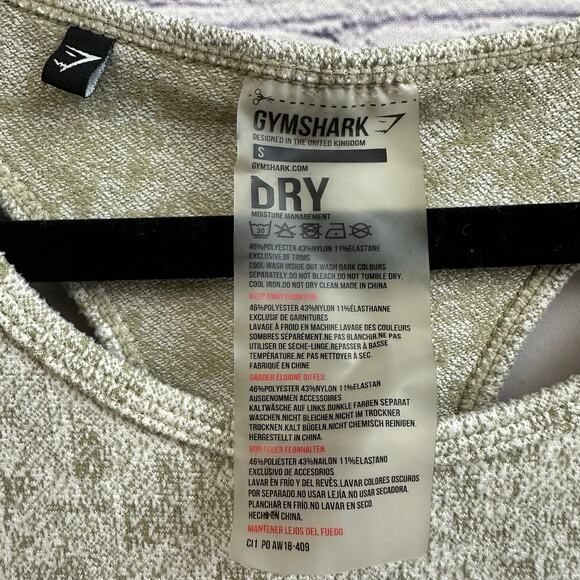 GYMSHARK
DESIGNED IN THE UNITED KINGDOM
S
GYMSHARK.COM
DRY
MOISTURE MANAGEMENT
30
46%POLYESTER 43%NYLON 11%ELASTANE
EXCLUSIVE OF TRIMS
COOL WASH INSIDE OUT.WASH DARK COLOURS
SEPARATELY.DO NOT BLEACH.DO NOT TUMBLE DRY.
COOL IRON.DO NOT DRY CLEAN.MADE IN CHINA
KEEP AWAY FROM FIRE.
46%POLYESTER 43%NYLON 11%ÉLASTHANNE
EXCLUSIF DE GARNITURES
LAVAGE À FROID EN MACHINE.LAVAGE DES COULEURS
SOMBRES SÉPARÉMENT.NE PAS BLANCHIR.NE PAS
UTILISER DE SÈCHE-LINGE.REPASSER À BASSE
TEMPÉRATURE.NE PAS NETTOYER À SEC.
FABRIQUÉ EN CHINE
GARDER ÉLOIGNÉ DU FEU.
46%POLYESTER 43%NYLON 11%ELASTAN
AUSGENOMMEN ACCESSOIRES
KALTWÄSCHE AUF LINKS.DUNKLE FARBEN SEPARAT
WASCHEN.NICHT BLEICHEN.NICHT IM TROCKNER
TROCKNEN.KALT BÜGELN.NICHT CHEMISCH REINIGEN.
HERGESTELLT IN CHINA.
VON FEUER FERNHALTEN.
46%POLIÉSTER 43%NAILON 11%ELASTANO
EXCLUSIVO DE ACCESORIOS
LAVAR EN FRÍO Y DEL REVÉS.LAVAR COLORES OSCUROS
POR SEPARADO.NO USAR LEJÍA.NO USAR SECADORA.
PLANCHAR EN FRÍO.NO LAVAR EN SECO.
HECHO EN CHINA.
MANTENER LEJOS DEL FUEGO.
CI1 PO AW18-409